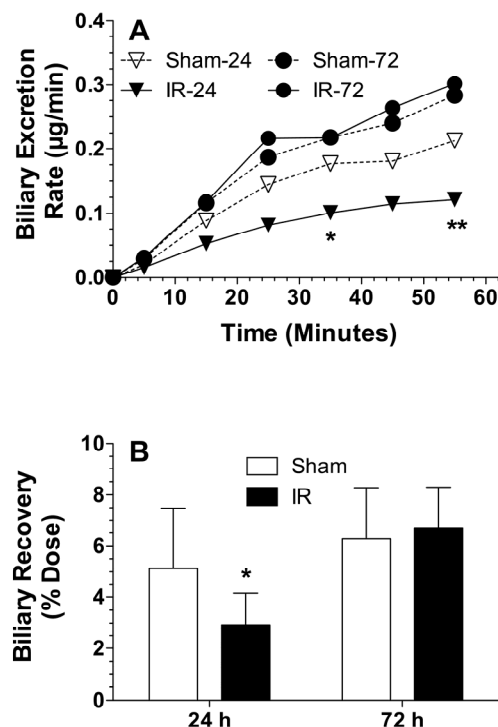 A
Sham-24 Sham-72
IR-24 IR-72
Biliary Excretion
Rate (µg/min)
0.4
0.3
0.2
0.1
0.0
* **
0 10 20 30 40 50 60
Time (Minutes)
B
Sham
IR
Biliary Recovery
(% Dose)
10
8
6
4
2
0
*
24 h 72 h